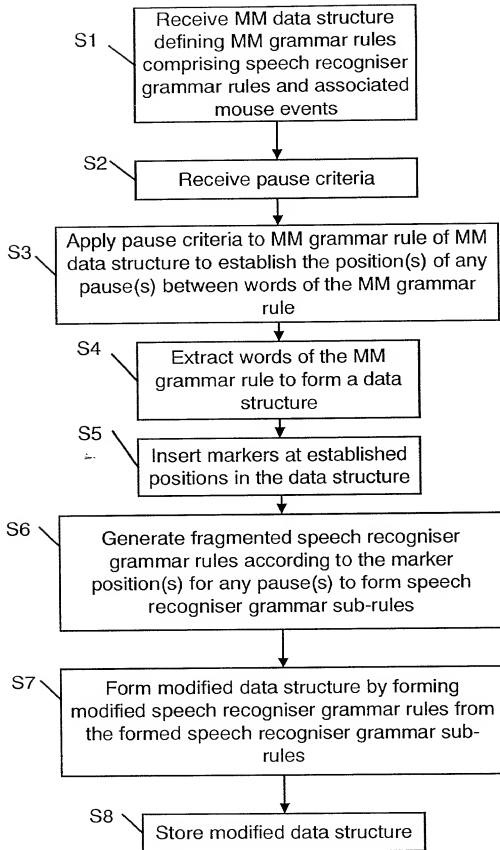 S1
Receive MM data structure
defining MM grammar rules
comprising speech recogniser
grammar rules and associated
mouse events
S2
Receive pause criteria
S3
Apply pause criteria to MM grammar rule of MM
data structure to establish the position(s) of any
pause(s) between words of the MM grammar
rule
S4
Extract words of the MM
grammar rule to form a data
structure
S5
Insert markers at established
positions in the data structure
S6
Generate fragmented speech recogniser
grammar rules according to the marker
position(s) for any pause(s) to form speech
recogniser grammar sub-rules
S7
Form modified data structure by forming
modified speech recogniser grammar rules from
the formed speech recogniser grammar sub-
rules
S8
Store modified data structure